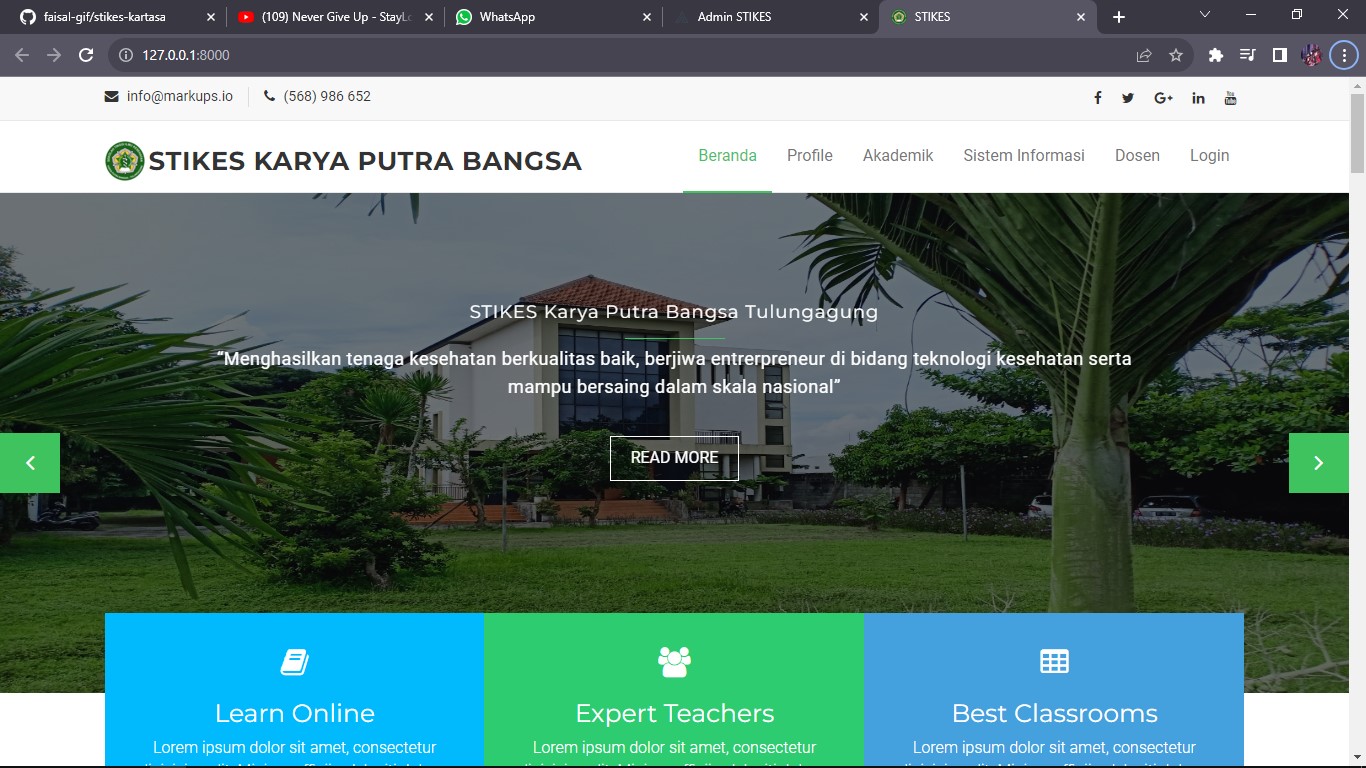 faisal-gif/stikes-kartasa
(109) Never Give Up - StayLo
WhatsApp
Admin STIKES
STIKES
127.0.0.1:8000
info@markups.io
(568) 986 652
STIKES KARYA PUTRA BANGSA
Beranda
Profile
Akademik
Sistem Informasi
Dosen
Login
STIKES Karya Putra Bangsa Tulungagung
“Menghasilkan tenaga kesehatan berkualitas baik, berjiwa entrerpreneur di bidang teknologi kesehatan serta
mampu bersaing dalam skala nasional”
READ MORE
Learn Online
Lorem ipsum dolor sit amet, consectetur
Expert Teachers
Lorem ipsum dolor sit amet, consectetur
Best Classrooms
Lorem ipsum dolor sit amet, consectetur